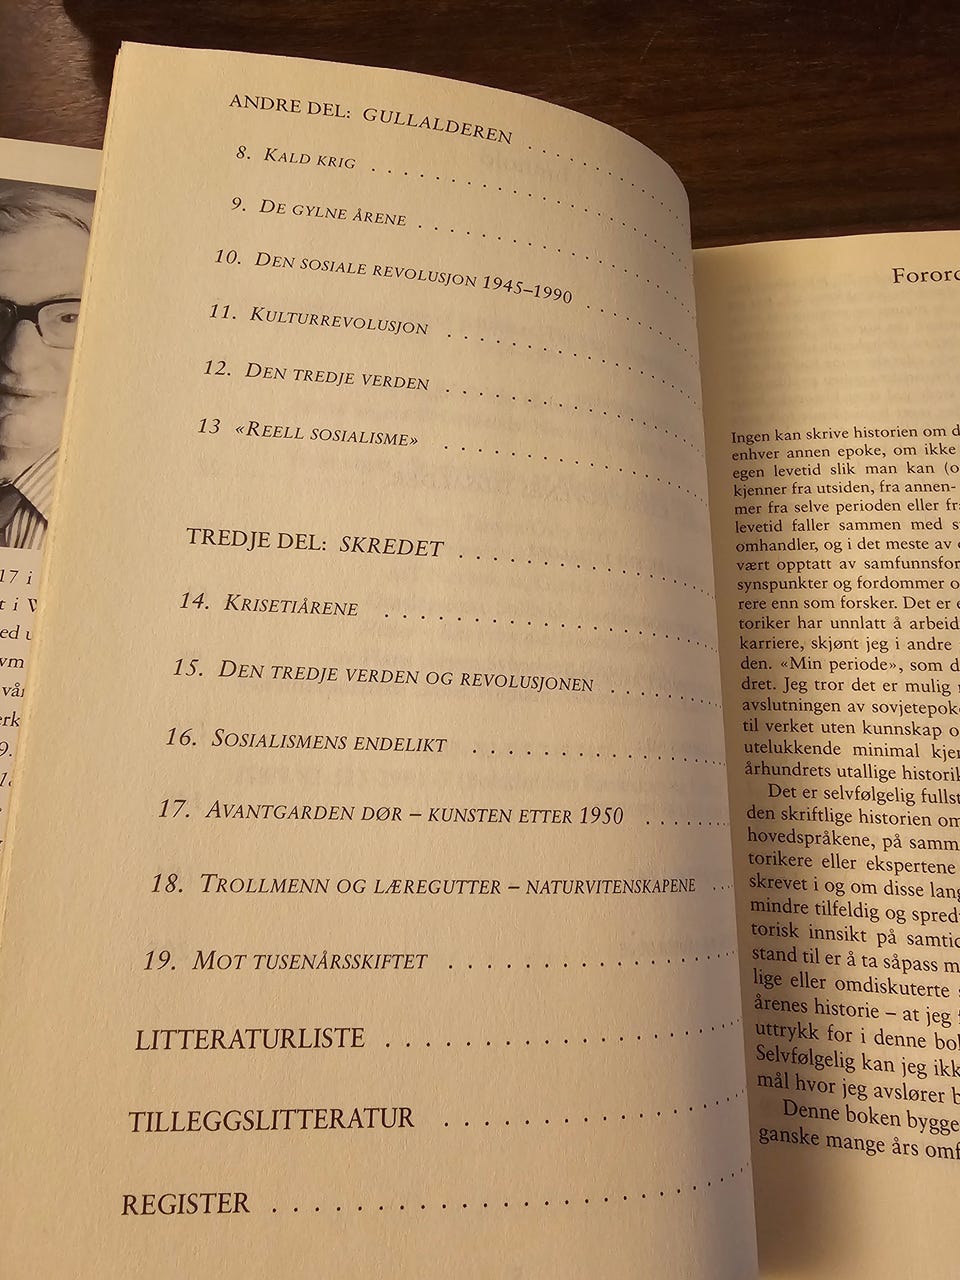 ANDRE DEL: GULLALDEREN
8. KALD KRIG
9. DE GYLNE ÅRENE
10. DEN SOSIALE REVOLUSJON 1945–1990
11. KULTURREVOLUSJON
12. DEN TREDJE VERDEN
13 «REELL SOSIALISME»
TREDJE DEL: SKREDET
14. KRISETIÅRENE
15. DEN TREDJE VERDEN OG REVOLUSJONEN
16. SOSIALISMENS ENDELIKT
17. AVANTGARDEN DØR – KUNSTEN ETTER 1950
18. TROLLMENN OG LÆREGUTTER – NATURVITENSKAPENE
19. MOT TUSENÅRSSKIFTET
LITTERATURLISTE
TILLEGGSLITTERATUR
REGISTER
Forord
Ingen kan skrive historien om
enhver annen epoke, om ikke
egen levetid slik man kan
kjenner fra utsiden, fra annen-
mer fra selve perioden eller
levetid faller sammen med
omhandler, og i det meste av
vært opptatt av
synspunkter og fordommer
rere enn som forsker. Det er
toriker har unnlatt å
karriere, skjønt jeg i andre
den. «Min periode», som
dret. Jeg tror det er mulig
avslutningen av
til verket uten kunnskap
utelukkende minimal
århundrets utallige
Det er selvfølgelig
den skriftlige historien om
hovedspråkene, på
torikere eller ekspertene
skrevet i og om disse
mindre tilfeldig og
torisk innsikt på
stand til er å ta såpass
lige eller omdiskuterte
årenes historie – at jeg
uttrykk for i denne
Selvfølgelig kan jeg
mål hvor jeg avslører
Denne boken
ganske mange års
17 i
t i